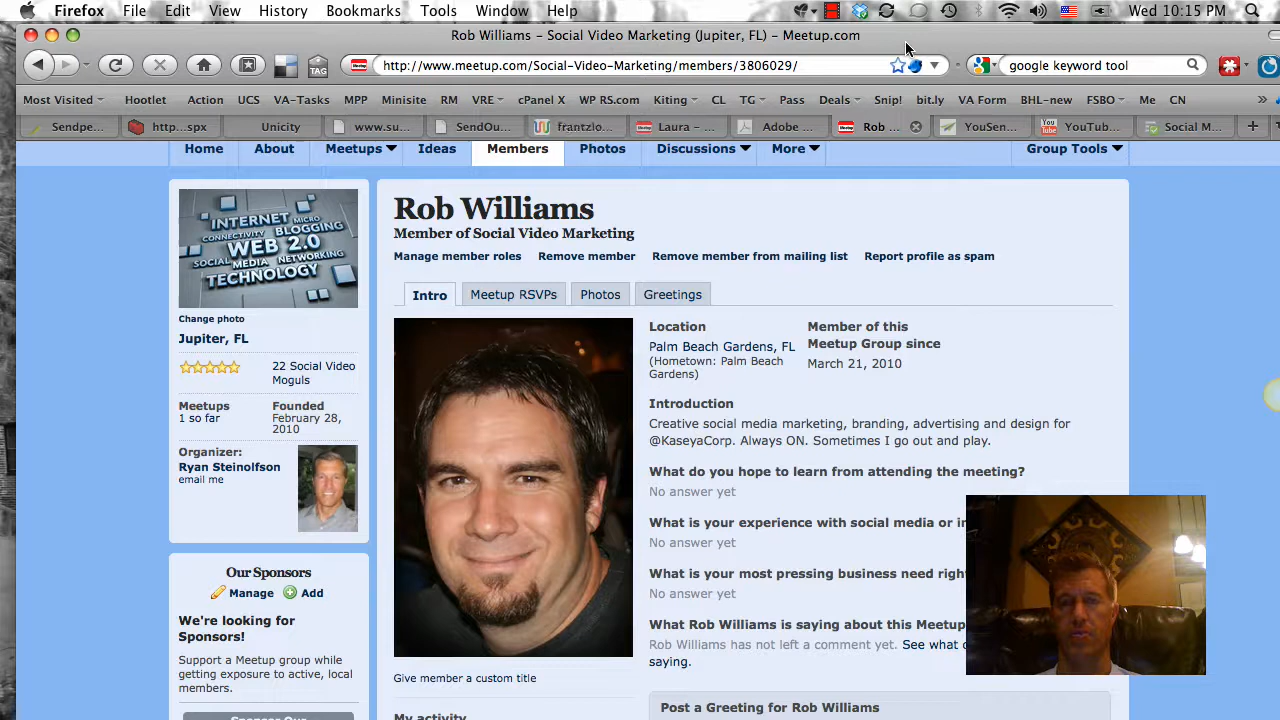 Firefox File Edit View History Bookmarks Tools Window Help Wed 10:15 PM
Rob Williams – Social Video Marketing (Jupiter, FL) – Meetup.com
TAG http://www.meetup.com/Social-Video-Marketing/members/3806029/ google keyword tool
Most Visited Hootlet Action UCS VA-Tasks MPP Minisite RM VRE cPanel X WP RS.com Kiting CL TG Pass Deals Snip! bit.ly VA Form BHL-new FSBO Me CN
Sendpe... http...spx Unicity www.su... SendOu... frantzlo... Laura – ... Adobe ... Rob ... YouSen... YouTub... Social M...
Home About Meetups Ideas Members Photos Discussions More Group Tools
INTERNET MICRO
CONNECTIVITY BLOGGING
WEB 2.0
SOCIAL MEDIA NETWORKING
TECHNOLOGY
Change photo
Jupiter, FL
22 Social Video
Moguls
Meetups
1 so far
Founded
February 28,
2010
Organizer:
Ryan Steinolfson
email me
Our Sponsors
Manage Add
We're looking for
Sponsors!
Support a Meetup group while
getting exposure to active, local
members.
Sponsor Our
Rob Williams
Member of Social Video Marketing
Manage member roles Remove member Remove member from mailing list Report profile as spam
Intro Meetup RSVPs Photos Greetings
Give member a custom title
My activity
Location
Palm Beach Gardens, FL
(Hometown: Palm Beach
Gardens)
Member of this
Meetup Group since
March 21, 2010
Introduction
Creative social media marketing, branding, advertising and design for
@KaseyaCorp. Always ON. Sometimes I go out and play.
What do you hope to learn from attending the meeting?
No answer yet
What is your experience with social media or in
No answer yet
What is your most pressing business need righ
No answer yet
What Rob Williams is saying about this Meetup
Rob Williams has not left a comment yet. See what
saying.
Post a Greeting for Rob Williams